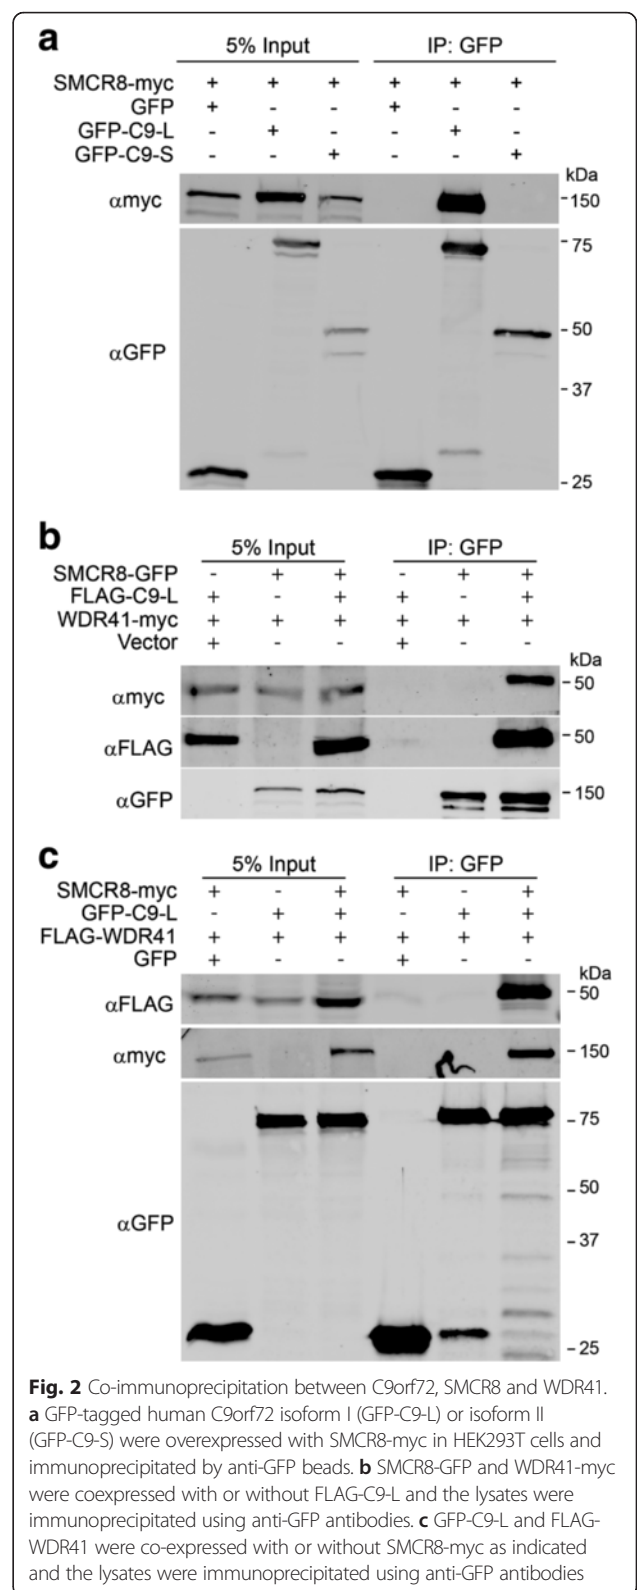 a
5% Input IP: GFP
SMCR8-myc + + + + + +
GFP + - - + - -
GFP-C9-L - + - - + -
GFP-C9-S - - + - - +
kDa
αmyc - 150
- 75
- 50
αGFP
- 37
- 25
b
5% Input IP: GFP
SMCR8-GFP - + + - + +
FLAG-C9-L + - + + - +
WDR41-myc + + + + + +
Vector + - - + - -
kDa
αmyc - 50
αFLAG - 50
αGFP - 150
c
5% Input IP: GFP
SMCR8-myc + - + + - +
GFP-C9-L - + + - + +
FLAG-WDR41 + + + + + +
GFP + - - + - -
kDa
αFLAG - 50
αmyc - 150
- 75
- 50
αGFP - 37
- 25
Fig. 2 Co-immunoprecipitation between C9orf72, SMCR8 and WDR41.
a GFP-tagged human C9orf72 isoform I (GFP-C9-L) or isoform II
(GFP-C9-S) were overexpressed with SMCR8-myc in HEK293T cells and
immunoprecipitated by anti-GFP beads. b SMCR8-GFP and WDR41-myc
were coexpressed with or without FLAG-C9-L and the lysates were
immunoprecipitated using anti-GFP antibodies. c GFP-C9-L and FLAG-
WDR41 were co-expressed with or without SMCR8-myc as indicated
and the lysates were immunoprecipitated using anti-GFP antibodies